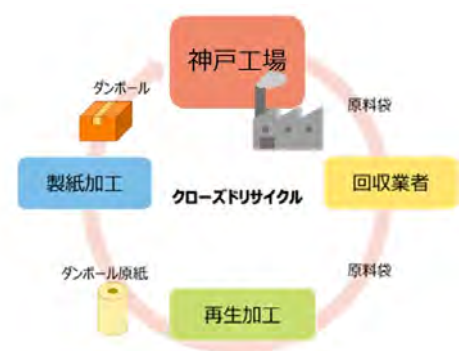 神戸工場
ダンボール
原料袋
製紙加工
クローズドリサイクル
回収業者
ダンボール原紙
原料袋
再生加工